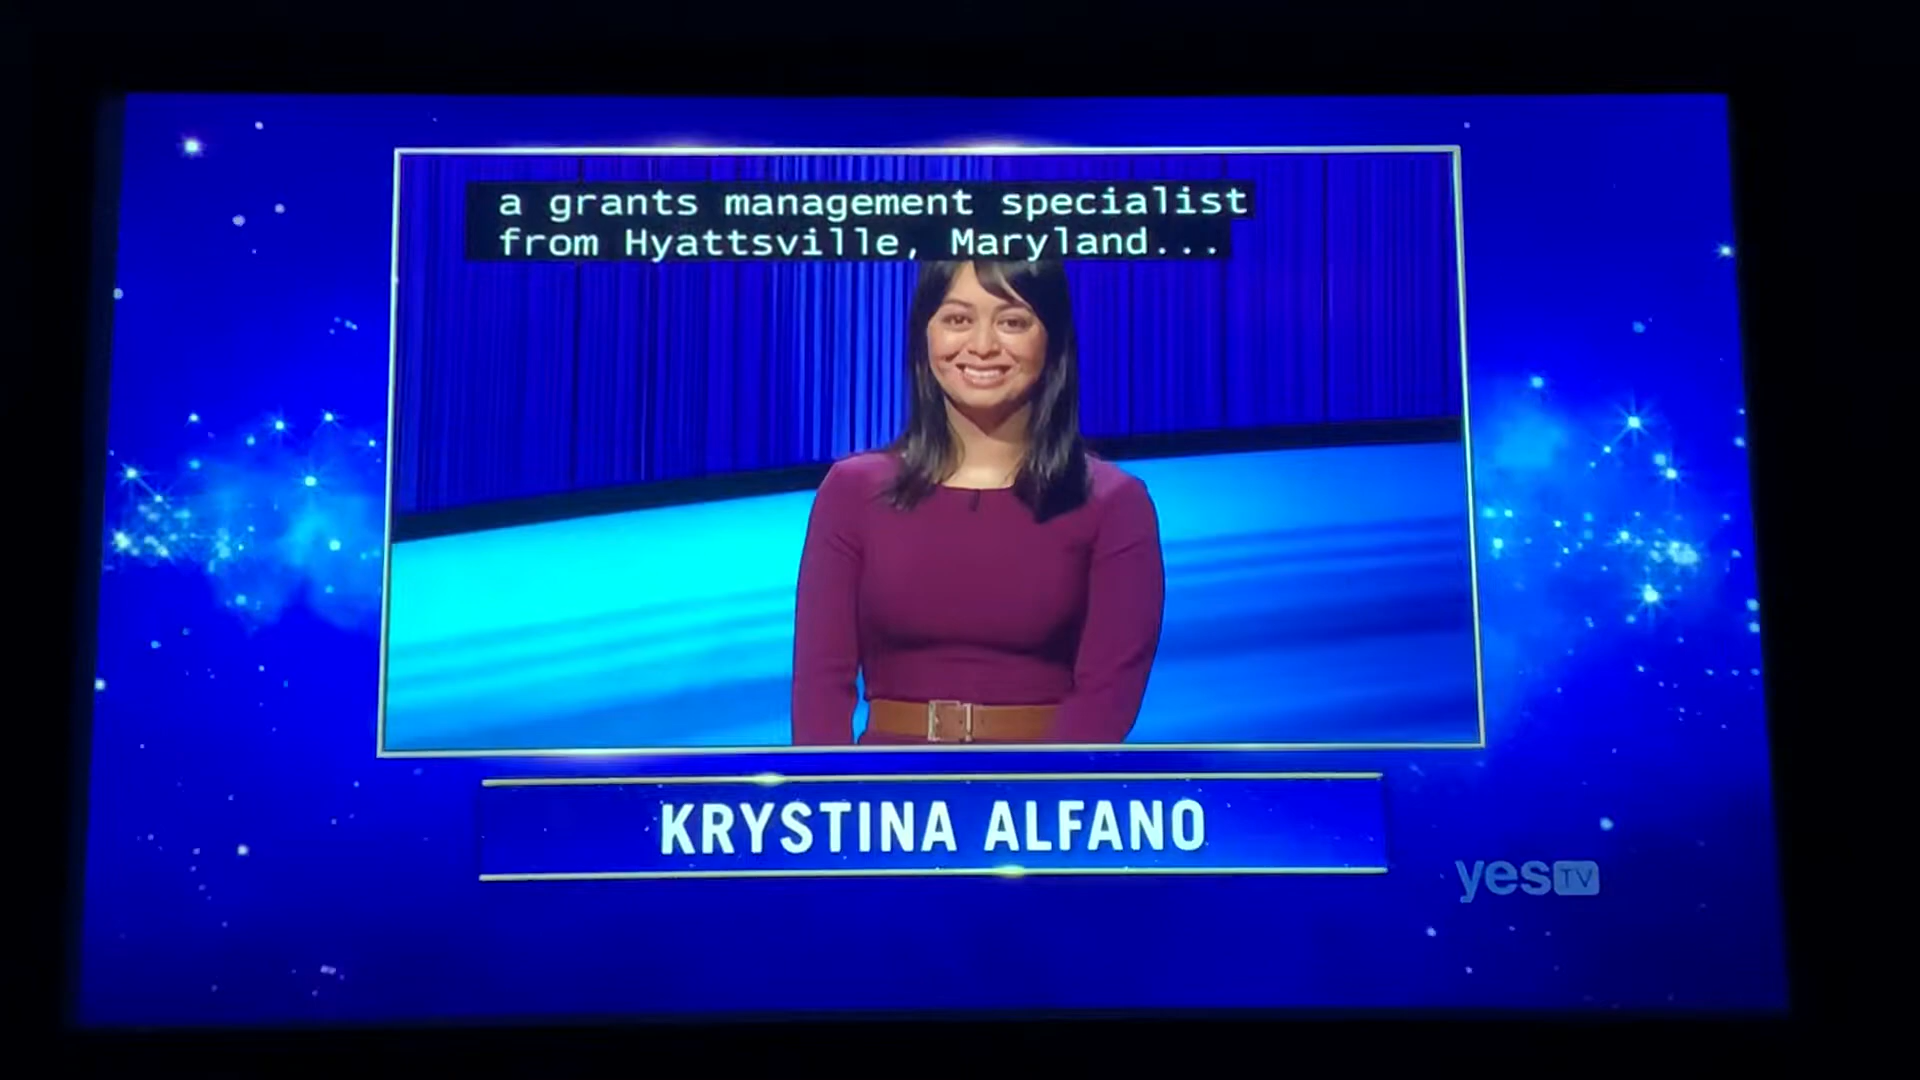 a grants management specialist
from Hyattsville, Maryland...
KRYSTINA ALFANO
yes TV